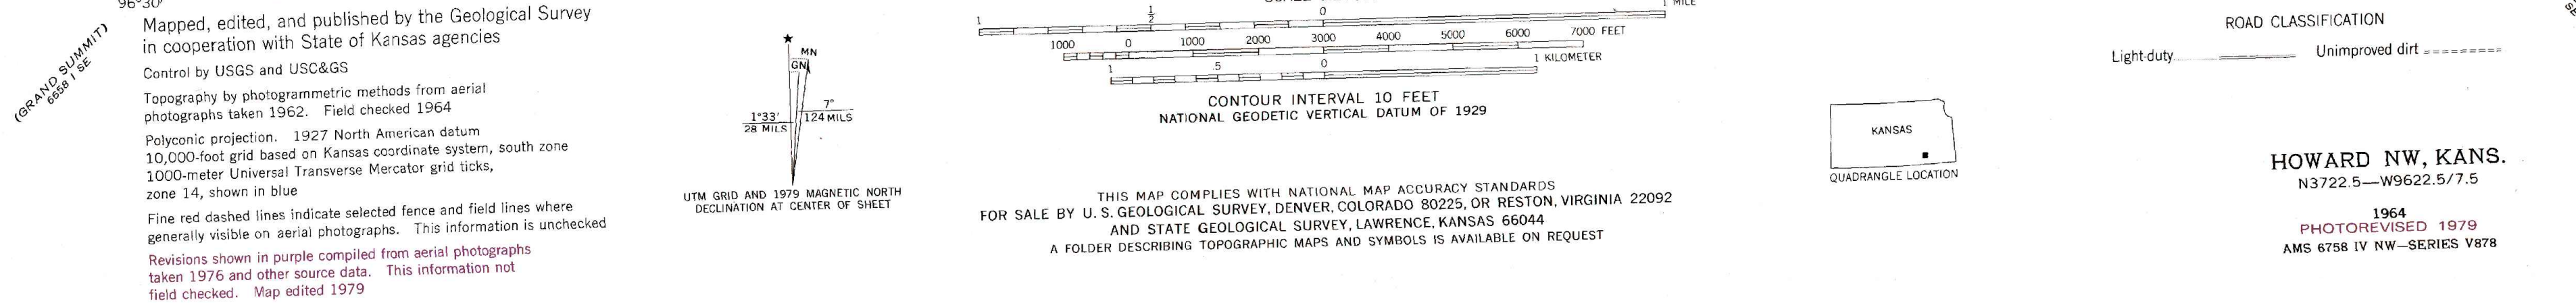 96°30'
(GRAND SUMMIT)
6658 I SE
Mapped, edited, and published by the Geological Survey
in cooperation with State of Kansas agencies
Control by USGS and USC&GS
Topography by photogrammetric methods from aerial
photographs taken 1962. Field checked 1964
Polyconic projection. 1927 North American datum
10,000-foot grid based on Kansas coordinate system, south zone
1000-meter Universal Transverse Mercator grid ticks,
zone 14, shown in blue
Fine red dashed lines indicate selected fence and field lines where
generally visible on aerial photographs. This information is unchecked
Revisions shown in purple compiled from aerial photographs
taken 1976 and other source data. This information not
field checked. Map edited 1979
★
MN
GN
1°33'
28 MILS
7°
124 MILS
UTM GRID AND 1979 MAGNETIC NORTH
DECLINATION AT CENTER OF SHEET
1 1/2 0 1 MILE
1000 0 1000 2000 3000 4000 5000 6000 7000 FEET
1 .5 0 1 KILOMETER
CONTOUR INTERVAL 10 FEET
NATIONAL GEODETIC VERTICAL DATUM OF 1929
THIS MAP COMPLIES WITH NATIONAL MAP ACCURACY STANDARDS
FOR SALE BY U. S. GEOLOGICAL SURVEY, DENVER, COLORADO 80225, OR RESTON, VIRGINIA 22092
AND STATE GEOLOGICAL SURVEY, LAWRENCE, KANSAS 66044
A FOLDER DESCRIBING TOPOGRAPHIC MAPS AND SYMBOLS IS AVAILABLE ON REQUEST
KANSAS
QUADRANGLE LOCATION
ROAD CLASSIFICATION
Light-duty Unimproved dirt
HOWARD NW, KANS.
N3722.5—W9622.5/7.5
1964
PHOTOREVISED 1979
AMS 6758 IV NW—SERIES V878